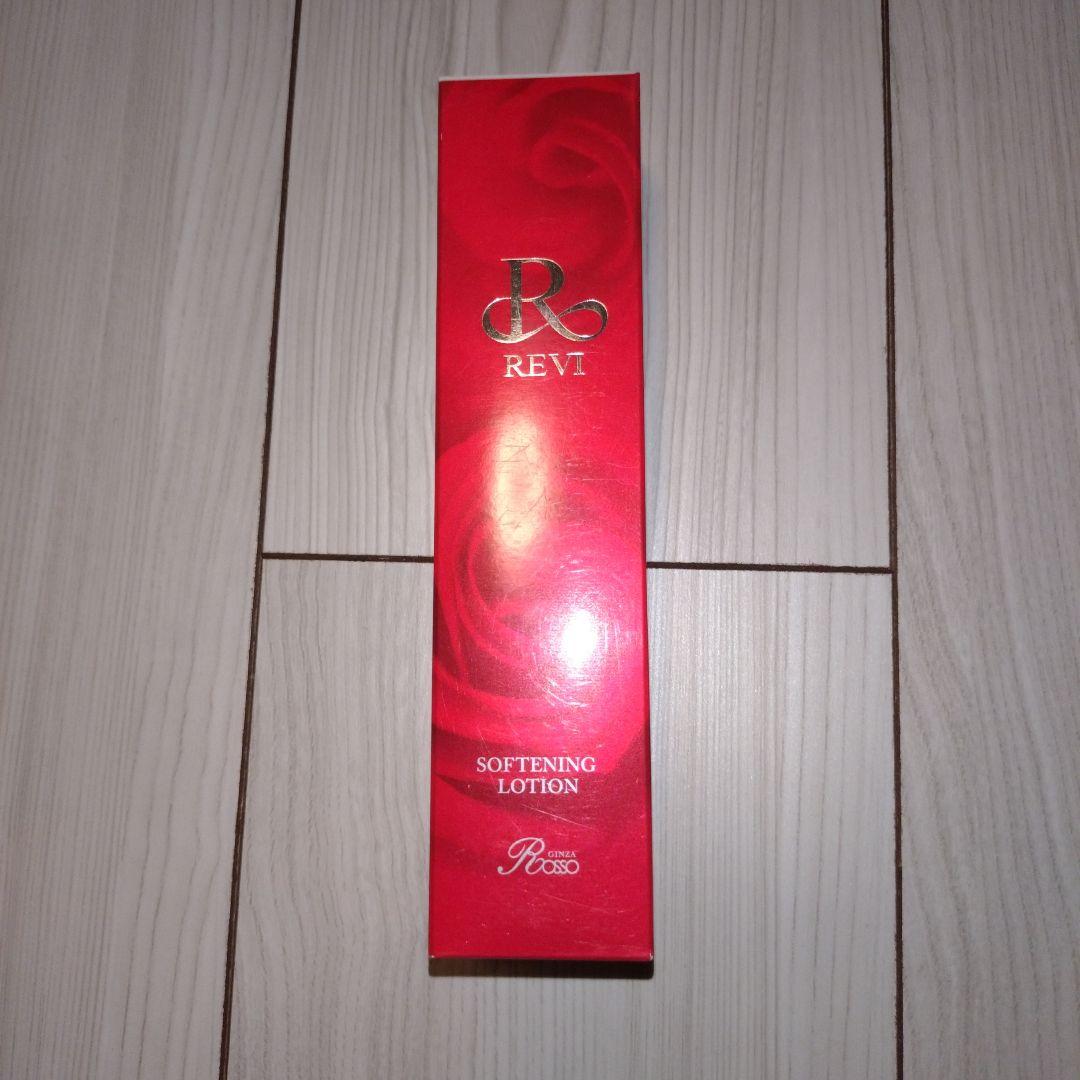 R
REVI
SOFTENING
LOTION
GINZA
Rosso